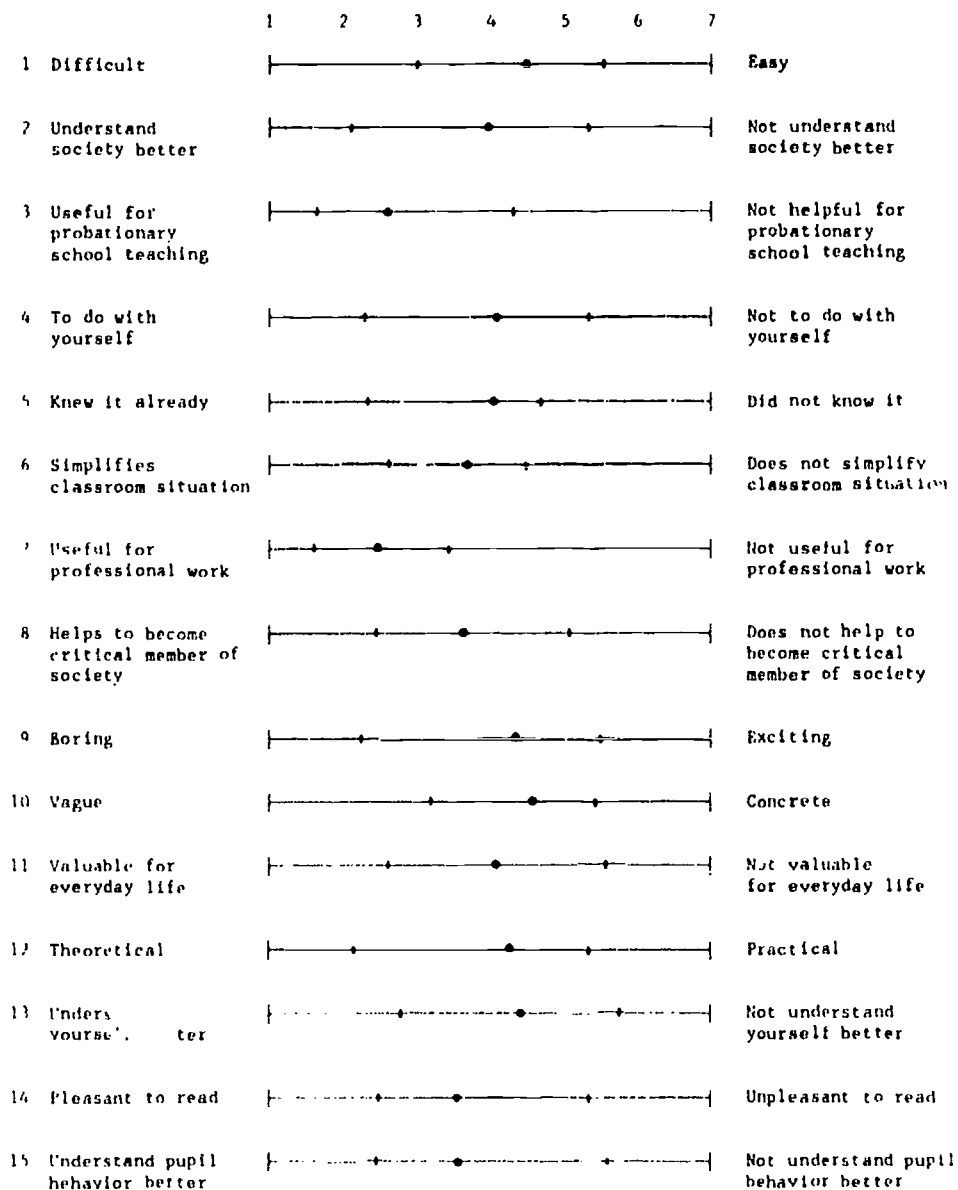 1 2 3 4 5 6 7
1 Difficult Easy
2 Understand Not understand
society better society better
3 Useful for Not helpful for
probationary probationary
school teaching school teaching
4 To do with Not to do with
yourself yourself
5 Knew it already Did not know it
6 Simplifies Does not simplify
classroom situation classroom situation
7 Useful for Not useful for
professional work professional work
8 Helps to become Does not help to
critical member of become critical
society member of society
9 Boring Exciting
10 Vague Concrete
11 Valuable for Not valuable
everyday life for everyday life
12 Theoretical Practical
13 Not understand
yourself better
14 Pleasant to read Unpleasant to read
15 Understand pupil Not understand pupil
behavior better behavior better